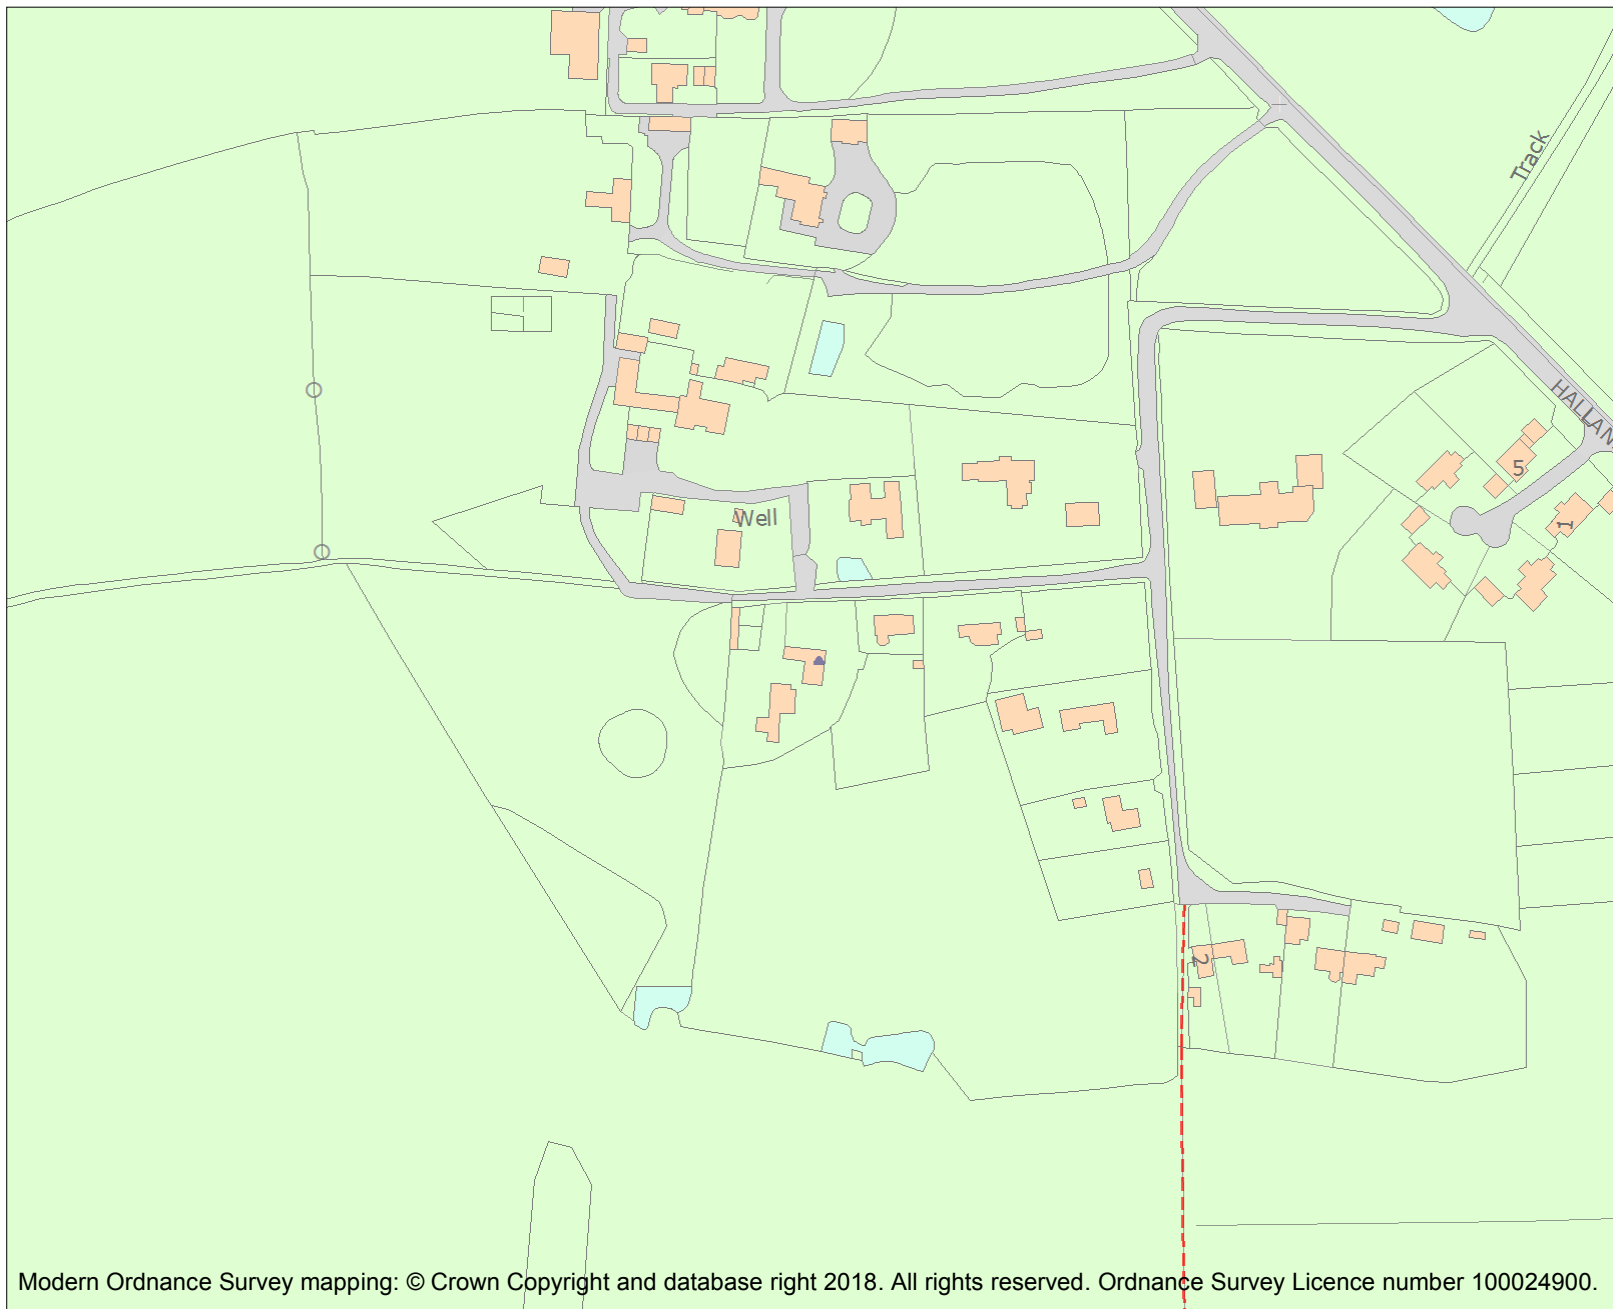 Track
HALLAN
5
1
Well
2
Modern Ordnance Survey mapping: © Crown Copyright and database right 2018. All rights reserved. Ordnance Survey Licence number 100024900.